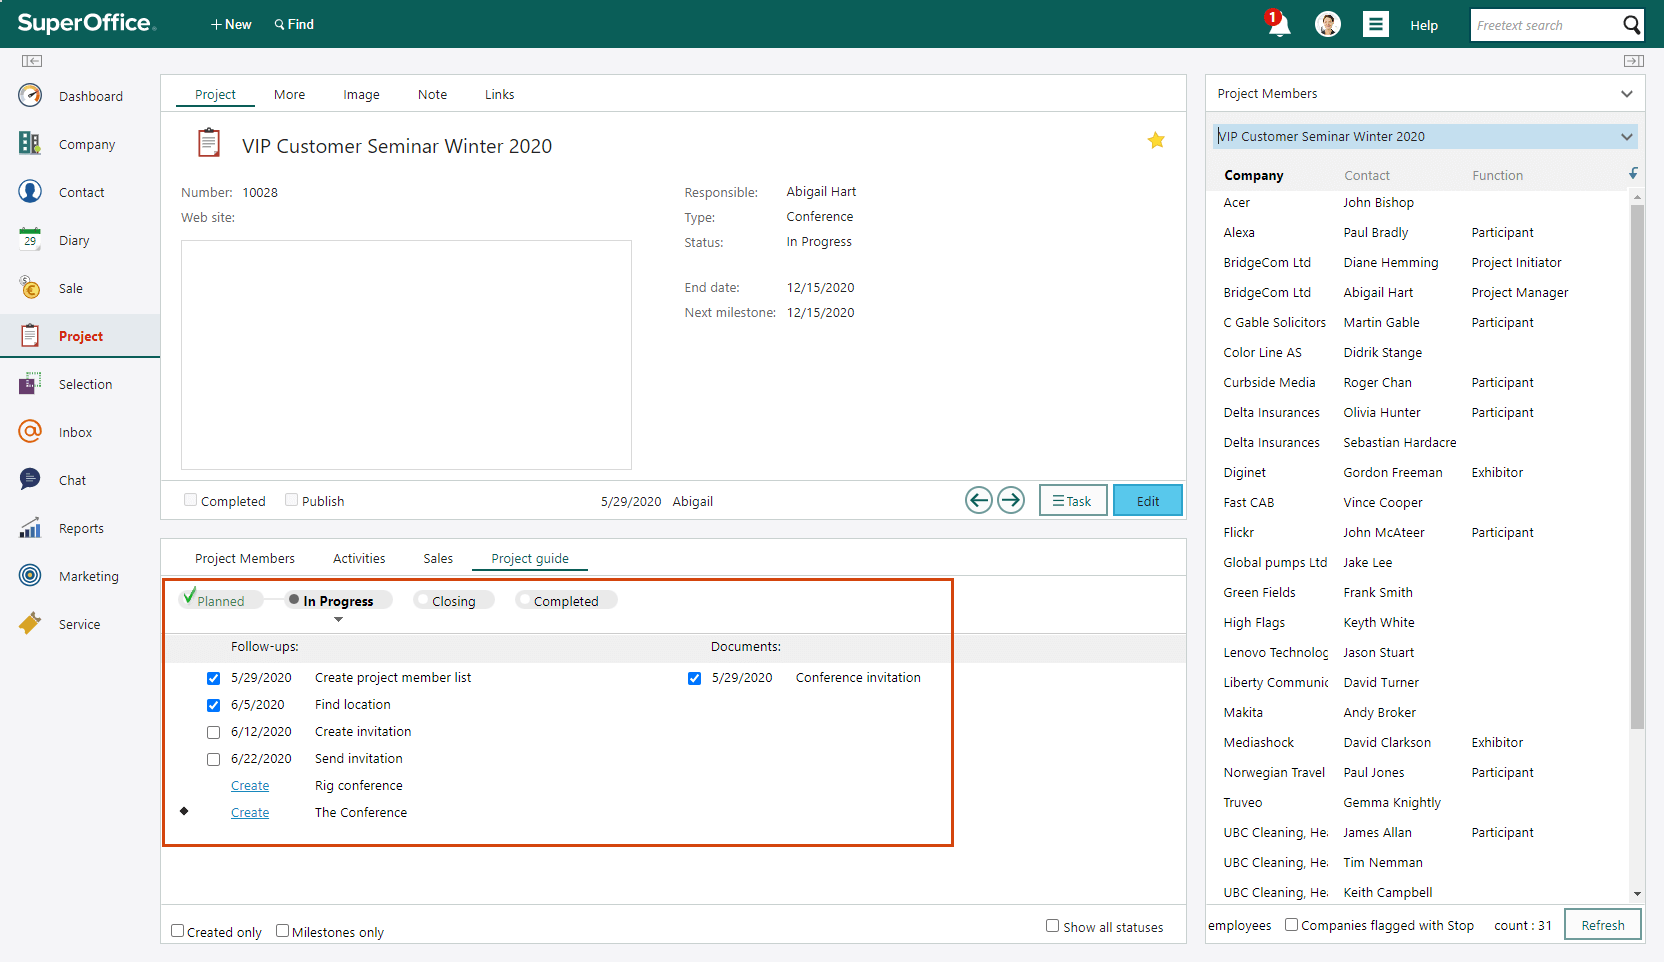 SuperOffice.
+ New
Find
1
Help
Freetext search
Dashboard
Company
Contact
29
Diary
Sale
Project
Selection
Inbox
Chat
Reports
Marketing
Service
Project
More
Image
Note
Links
VIP Customer Seminar Winter 2020
Number: 10028
Web site:
Responsible: Abigail Hart
Type: Conference
Status: In Progress
End date: 12/15/2020
Next milestone: 12/15/2020
Completed
Publish
5/29/2020 Abigail
Task
Edit
Project Members
Activities
Sales
Project guide
Planned
In Progress
Closing
Completed
Follow-ups:
Documents:
5/29/2020 Create project member list
5/29/2020 Conference invitation
6/5/2020 Find location
6/12/2020 Create invitation
6/22/2020 Send invitation
Create Rig conference
Create The Conference
Created only
Milestones only
Show all statuses
Project Members
VIP Customer Seminar Winter 2020
Company Contact Function
Acer John Bishop
Alexa Paul Bradly Participant
BridgeCom Ltd Diane Hemming Project Initiator
BridgeCom Ltd Abigail Hart Project Manager
C Gable Solicitors Martin Gable Participant
Color Line AS Didrik Stange
Curbside Media Roger Chan Participant
Delta Insurances Olivia Hunter Participant
Delta Insurances Sebastian Hardacre
Diginet Gordon Freeman Exhibitor
Fast CAB Vince Cooper
Flickr John McAteer Participant
Global pumps Ltd Jake Lee
Green Fields Frank Smith
High Flags Keyth White
Lenovo Technolog Jason Stuart
Liberty Communic David Turner
Makita Andy Broker
Mediashock David Clarkson Exhibitor
Norwegian Travel Paul Jones Participant
Truveo Gemma Knightly
UBC Cleaning, Hea James Allan Participant
UBC Cleaning, Hea Tim Nemman
UBC Cleaning, Hea Keith Campbell
employees
Companies flagged with Stop
count : 31
Refresh